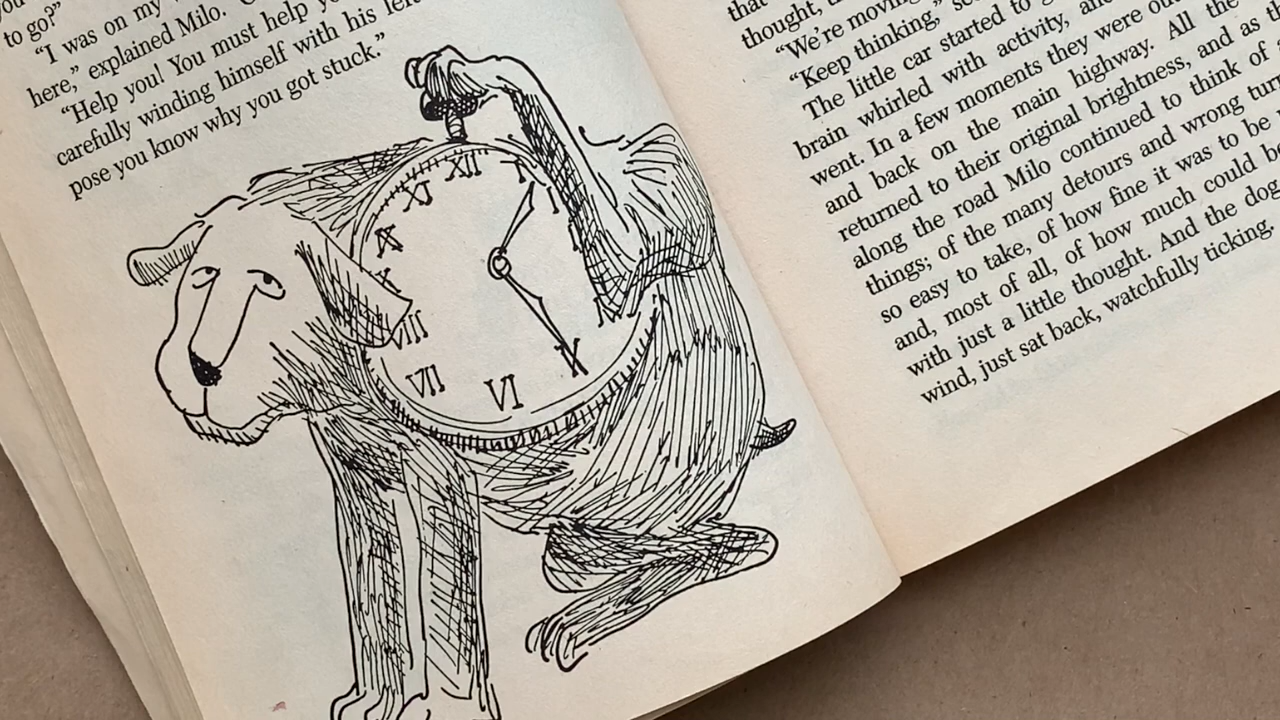 to go?”
“I was on my
here,” explained Milo.
“Help you! You must help
carefully winding himself with his left
pose you know why you got stuck.”
XII
XI
VIII
VII
VI
that
thought,
“We’re moving
“Keep thinking,”
The little car started to
brain whirled with activity,
went. In a few moments they were
and back on the main highway. All the
returned to their original brightness, and as
along the road Milo continued to think of
things; of the many detours and wrong
so easy to take, of how fine it was to be
and, most of all, of how much could
with just a little thought. And the dog
wind, just sat back, watchfully ticking.